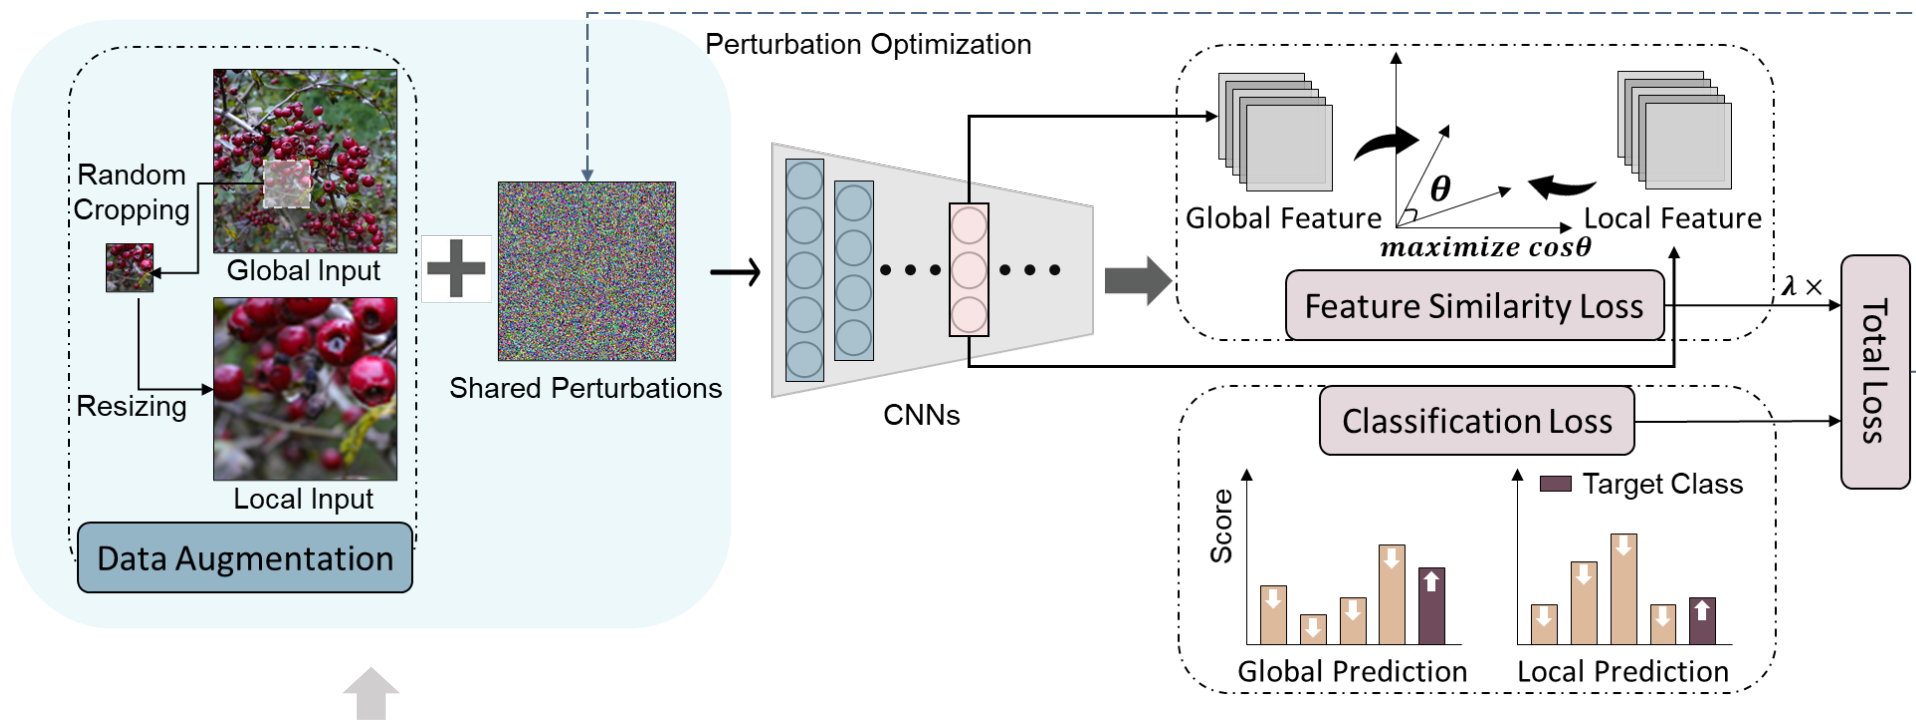 Perturbation Optimization
Random
Cropping
Global Input
Resizing
Local Input
Data Augmentation
Shared Perturbations
CNNs
Global Feature
θ
Local Feature
maximize cosθ
Feature Similarity Loss
λ ×
Total Loss
Classification Loss
Target Class
Score
Global Prediction
Local Prediction